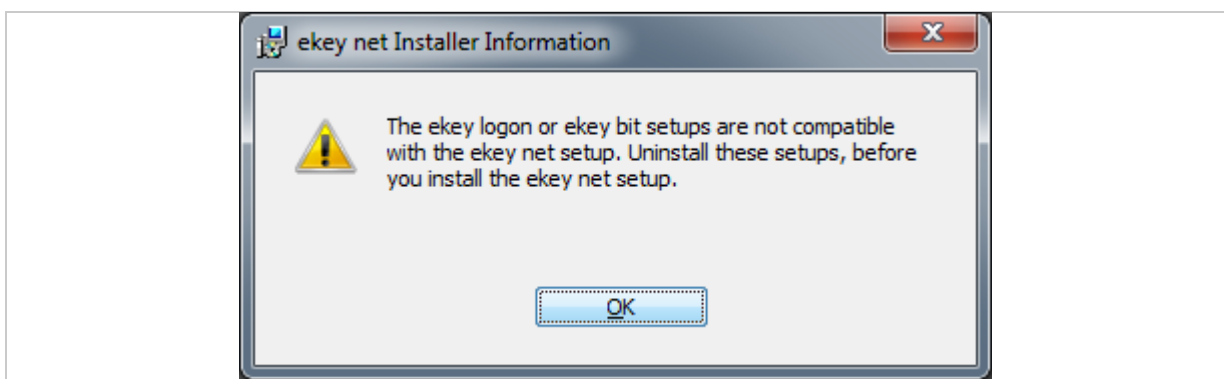 ekey net Installer Information
The ekey logon or ekey bit setups are not compatible
with the ekey net setup. Uninstall these setups, before
you install the ekey net setup.
OK